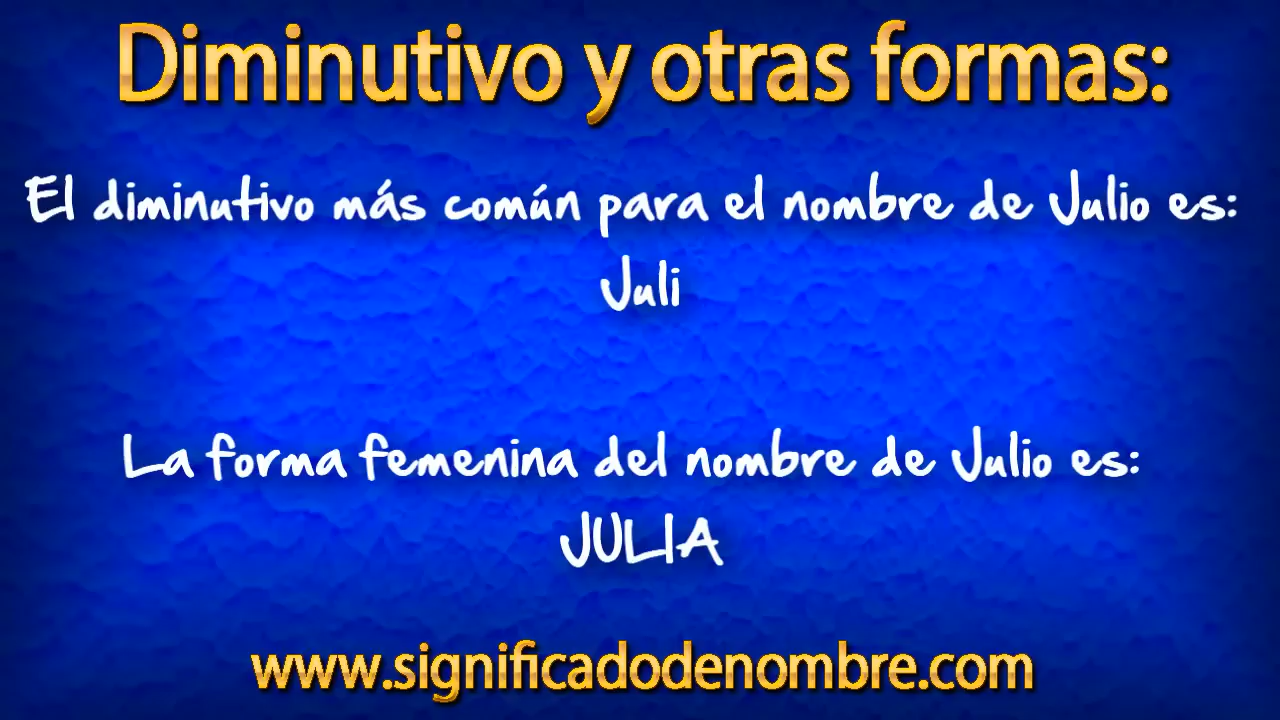 Diminutivo y otras formas:
El diminutivo más común para el nombre de Julio es:
Juli
La forma femenina del nombre de Julio es:
JULIA
www.significadodenombre.com